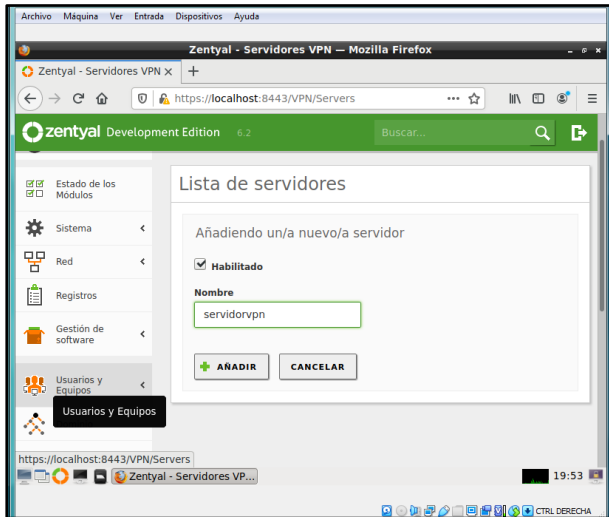 Archivo Máquina Ver Entrada Dispositivos Ayuda
Zentyal - Servidores VPN — Mozilla Firefox
Zentyal - Servidores VPN
https://localhost:8443/VPN/Servers
zentyal Development Edition 6.2 Buscar...
Estado de los
Módulos
Sistema
Red
Registros
Gestión de
software
Usuarios y
Equipos
Usuarios y Equipos
Lista de servidores
Añadiendo un/a nuevo/a servidor
Habilitado
Nombre
servidorvpn
AÑADIR CANCELAR
https://localhost:8443/VPN/Servers
Zentyal - Servidores VP... 19:53
CTRL DERECHA